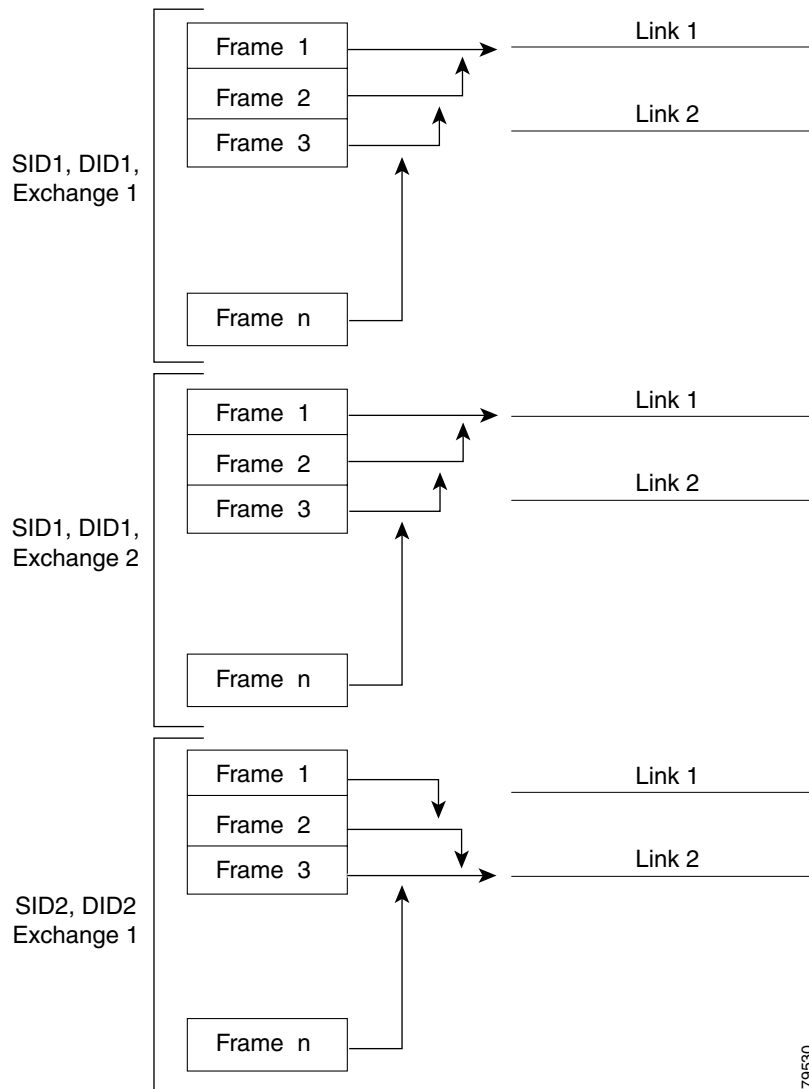 Frame 1
Link 1
Frame 2
Link 2
Frame 3
SID1, DID1,
Exchange 1
Frame n
Frame 1
Link 1
Frame 2
Link 2
Frame 3
SID1, DID1,
Exchange 2
Frame n
Frame 1
Link 1
Frame 2
Link 2
Frame 3
SID2, DID2
Exchange 1
Frame n
79530